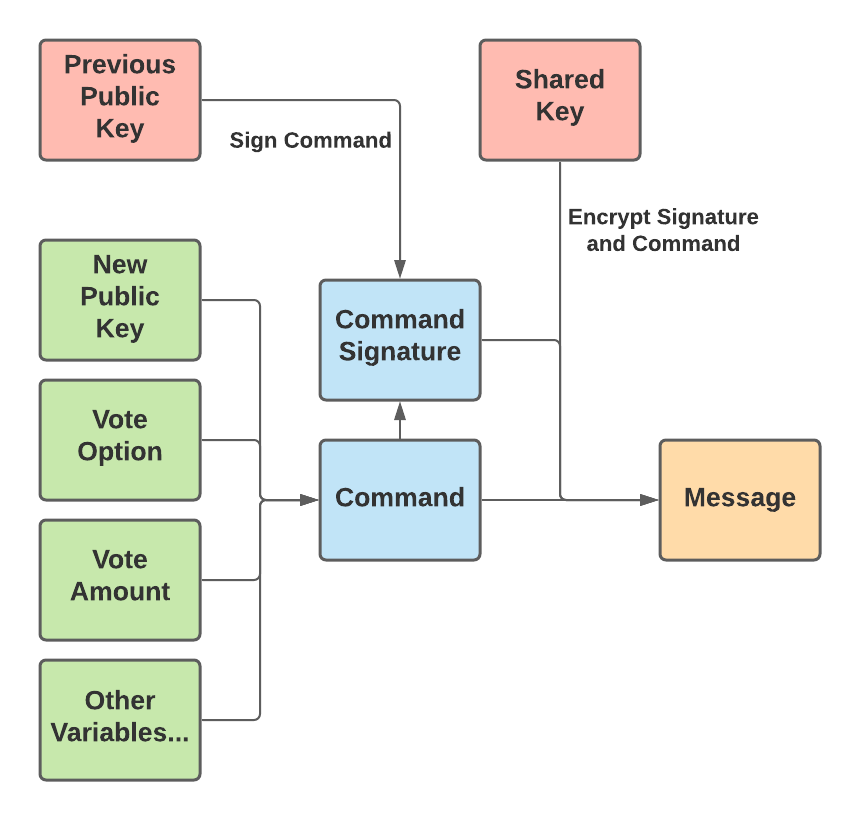 Previous
Public
Key
Shared
Key
Sign Command
Encrypt Signature
and Command
New
Public
Key
Command
Signature
Vote
Option
Command
Message
Vote
Amount
Other
Variables...